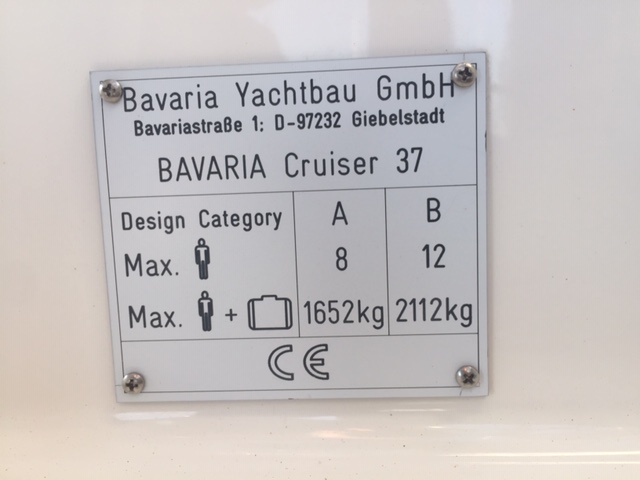 Bavaria Yachtbau GmbH
Bavariastraße 1; D-97232 Giebelstadt
BAVARIA Cruiser 37
Design Category A B
Max. 8 12
Max. + 1652kg 2112kg
CE